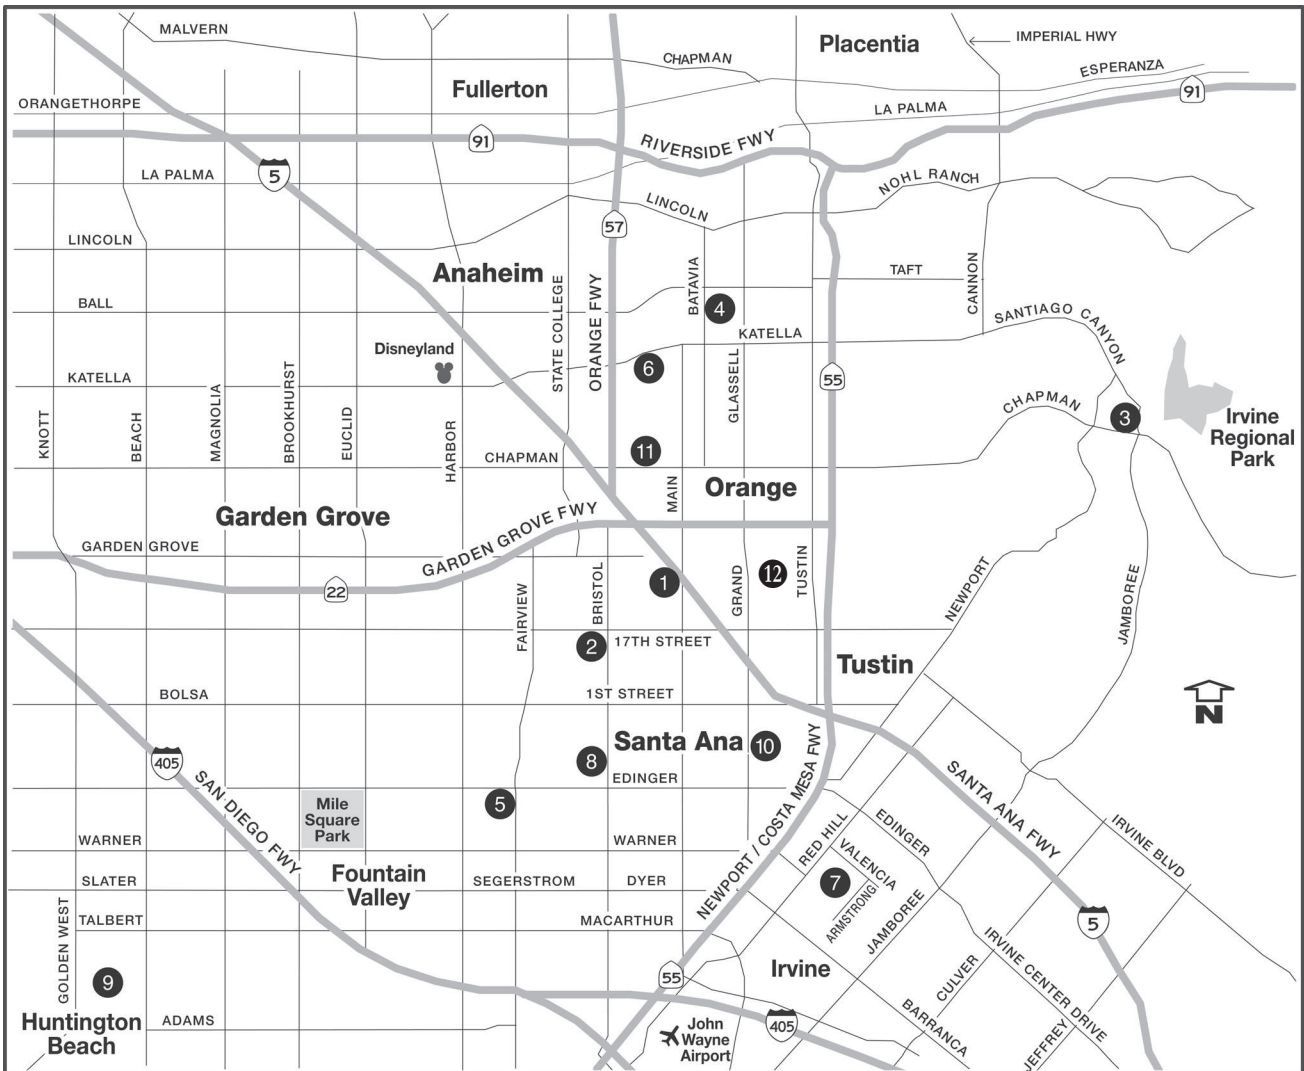 MALVERN
Placentia
IMPERIAL HWY
CHAPMAN
ESPERANZA
Fullerton
91
ORANGETHORPE
LA PALMA
91
RIVERSIDE FWY
LA PALMA
5
NOHL RANCH
LINCOLN
57
LINCOLN
Anaheim
BATAVIA
TAFT
CANNON
STATE COLLEGE
ORANGE FWY
BALL
4
SANTIAGO CANYON
KATELLA
Disneyland
6
KATELLA
GLASSELL
55
KNOTT
BEACH
MAGNOLIA
BROOKHURST
EUCLID
HARBOR
CHAPMAN
3
Irvine
Regional
Park
11
CHAPMAN
MAIN
Orange
Garden Grove
GARDEN GROVE FWY
GARDEN GROVE
22
FAIRVIEW
BRISTOL
1
GRAND
12
TUSTIN
NEWPORT
JAMBOREE
2
17TH STREET
Tustin
BOLSA
1ST STREET
N
Santa Ana
10
8
EDINGER
405
SAN DIEGO FWY
NEWPORT / COSTA MESA FWY
SANTA ANA FWY
Mile
Square
Park
5
WARNER
WARNER
RED HILL
EDINGER
VALENCIA
IRVINE BLVD
Fountain
Valley
SLATER
SEGERSTROM
DYER
7
ARMSTRONG
JAMBOREE
GOLDEN WEST
TALBERT
MACARTHUR
5
9
55
Irvine
CULVER
IRVINE CENTER DRIVE
Huntington
Beach
ADAMS
John
Wayne
Airport
405
BARRANCA
JEFFREY